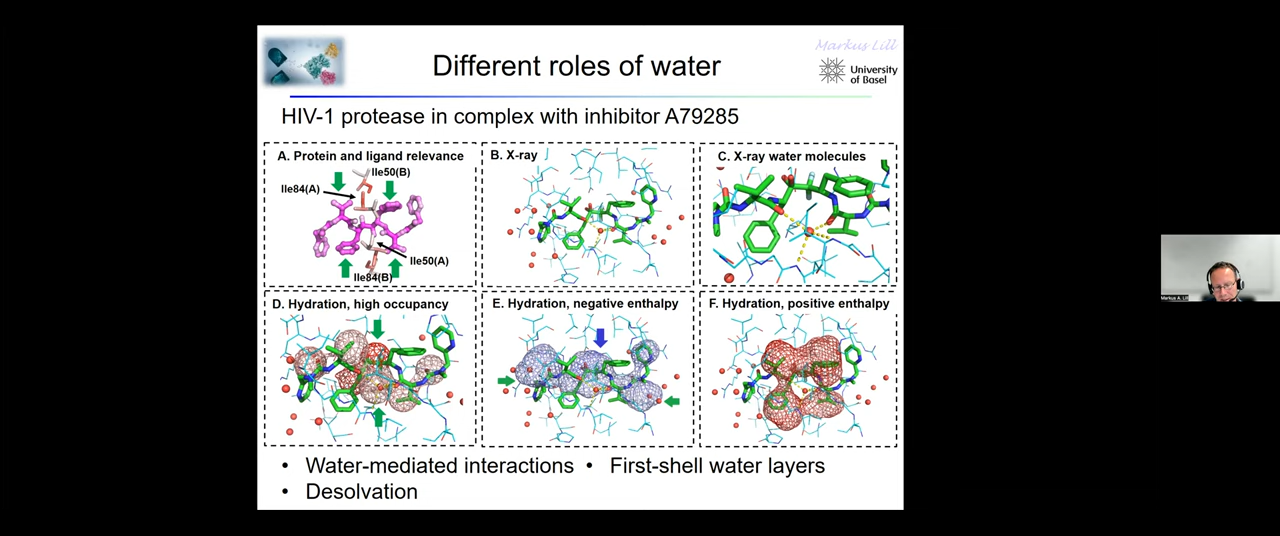 Different roles of water
Markus Lill
University
of Basel
HIV-1 protease in complex with inhibitor A79285
A. Protein and ligand relevance
Ile50(B)
Ile84(A)
Ile50(A)
Ile84(B)
B. X-ray
C. X-ray water molecules
D. Hydration, high occupancy
E. Hydration, negative enthalpy
F. Hydration, positive enthalpy
• Water-mediated interactions • First-shell water layers
• Desolvation
Markus A. Lill